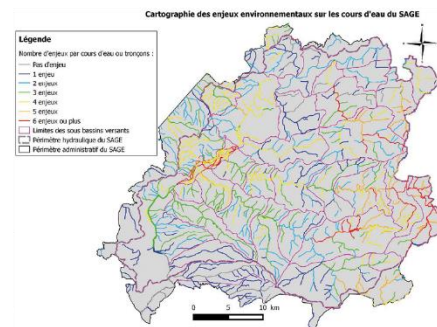 Cartographie des enjeux environnementaux sur les cours d'eau du SAGE
Légende
Nombre d'enjeux par cours d'eau ou tronçons :
Pas d'enjeu
1 enjeu
2 enjeux
3 enjeux
4 enjeux
5 enjeux
6 enjeux ou plus
Limites des sous bassins versants
Périmètre hydraulique du SAGE
Périmètre administratif du SAGE
0 5 10 km